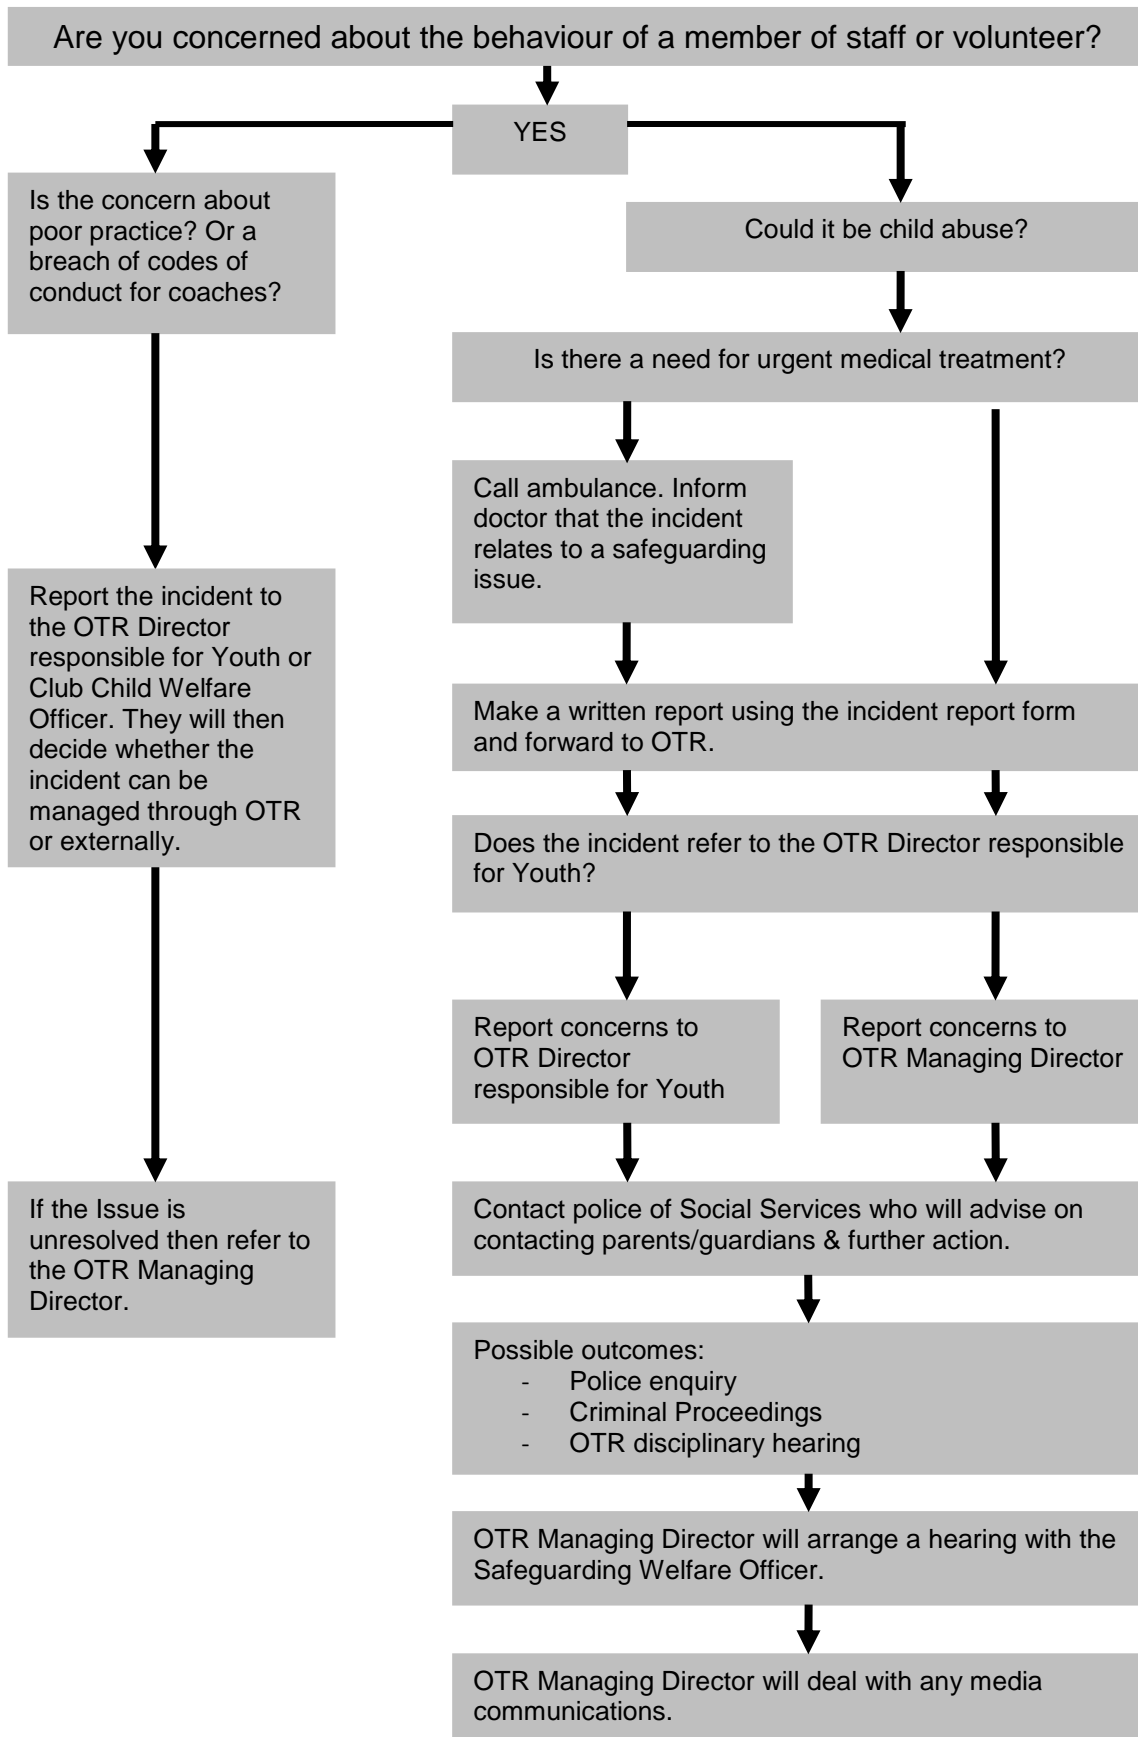 Are you concerned about the behaviour of a member of staff or volunteer?
YES
Is the concern about
poor practice? Or a
breach of codes of
conduct for coaches?
Could it be child abuse?
Is there a need for urgent medical treatment?
Call ambulance. Inform
doctor that the incident
relates to a safeguarding
issue.
Report the incident to
the OTR Director
responsible for Youth or
Club Child Welfare
Officer. They will then
decide whether the
incident can be
managed through OTR
or externally.
Make a written report using the incident report form
and forward to OTR.
Does the incident refer to the OTR Director responsible
for Youth?
Report concerns to
OTR Director
responsible for Youth
Report concerns to
OTR Managing Director
If the Issue is
unresolved then refer to
the OTR Managing
Director.
Contact police of Social Services who will advise on
contacting parents/guardians & further action.
Possible outcomes:
- Police enquiry
- Criminal Proceedings
- OTR disciplinary hearing
OTR Managing Director will arrange a hearing with the
Safeguarding Welfare Officer.
OTR Managing Director will deal with any media
communications.